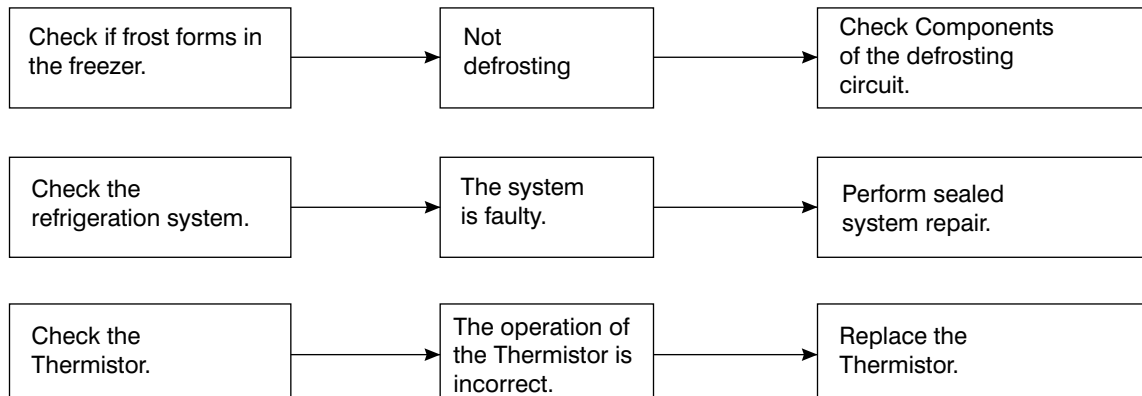 Check if frost forms in
the freezer.
Not
defrosting
Check Components
of the defrosting
circuit.
Check the
refrigeration system.
The system
is faulty.
Perform sealed
system repair.
Check the
Thermistor.
The operation of
the Thermistor is
incorrect.
Replace the
Thermistor.